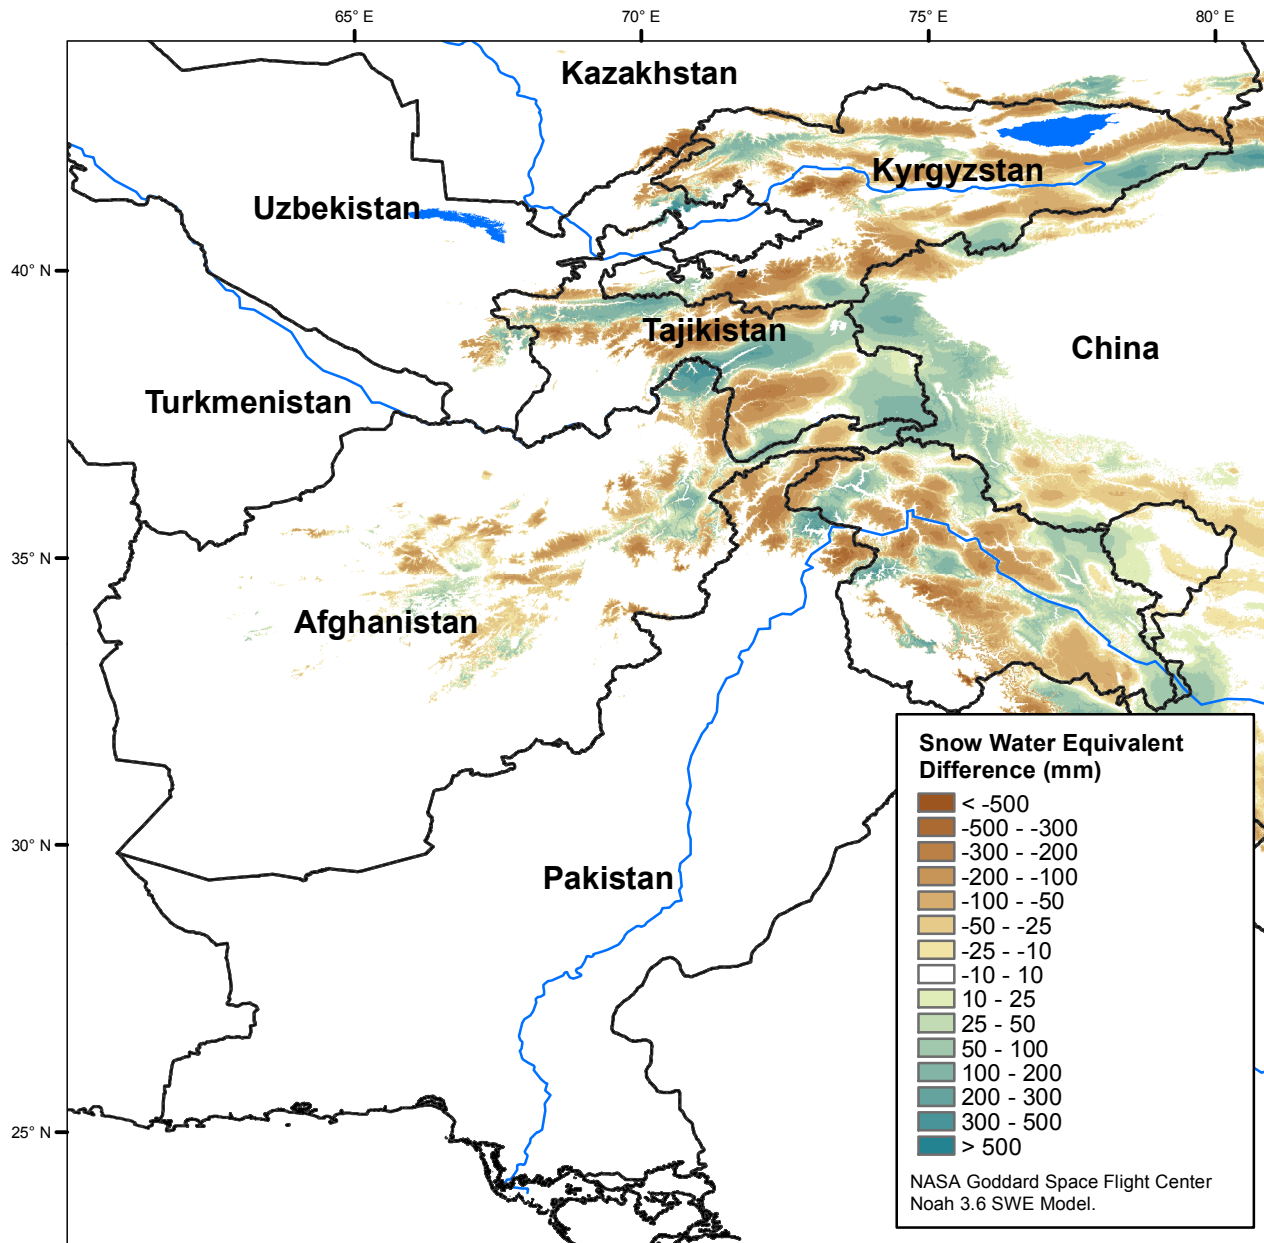 65° E
70° E
75° E
80° E
Kazakhstan
Kyrgyzstan
Uzbekistan
40° N
Tajikistan
China
Turkmenistan
35° N
Afghanistan
30° N
Pakistan
25° N
Snow Water Equivalent
Difference (mm)
< -500
-500 - -300
-300 - -200
-200 - -100
-100 - -50
-50 - -25
-25 - -10
-10 - 10
10 - 25
25 - 50
50 - 100
100 - 200
200 - 300
300 - 500
> 500
NASA Goddard Space Flight Center
Noah 3.6 SWE Model.